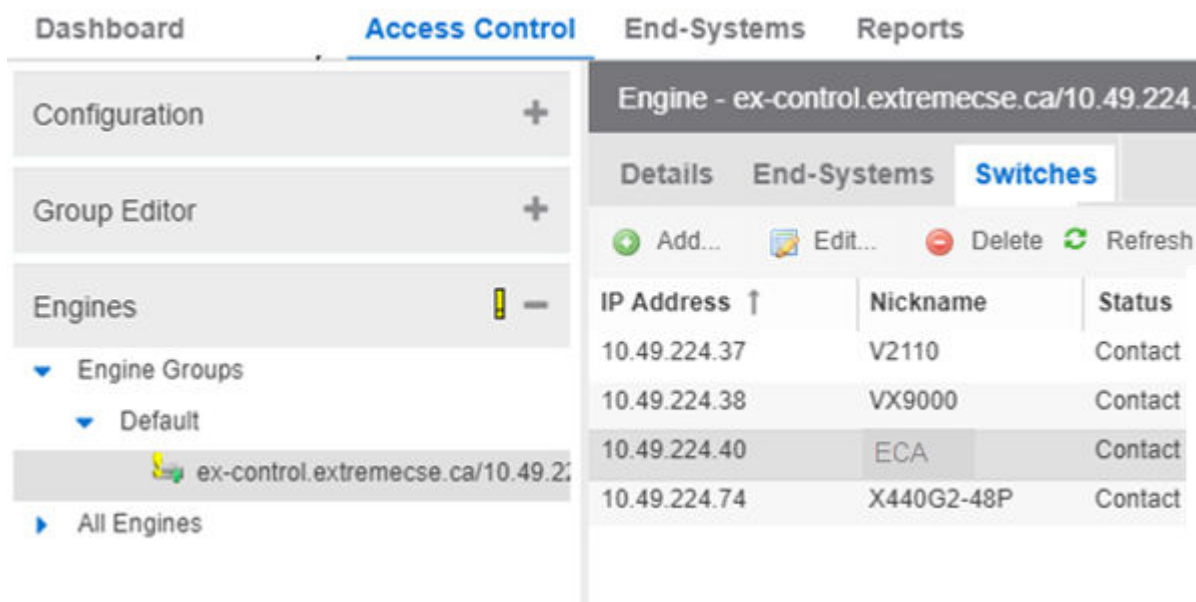 Dashboard Access Control End-Systems Reports
Configuration
Group Editor
Engines
Engine Groups
Default
ex-control.extremecse.ca/10.49.22
All Engines
Engine - ex-control.extremecse.ca/10.49.224.
Details End-Systems Switches
Add... Edit... Delete Refresh
IP Address ↑ Nickname Status
10.49.224.37 V2110 Contact
10.49.224.38 VX9000 Contact
10.49.224.40 ECA Contact
10.49.224.74 X440G2-48P Contact